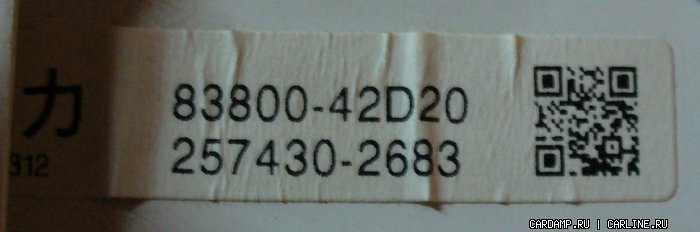 力
83800-42D20
257430-2683
312
CARDAMP.RU | CARLINE.RU